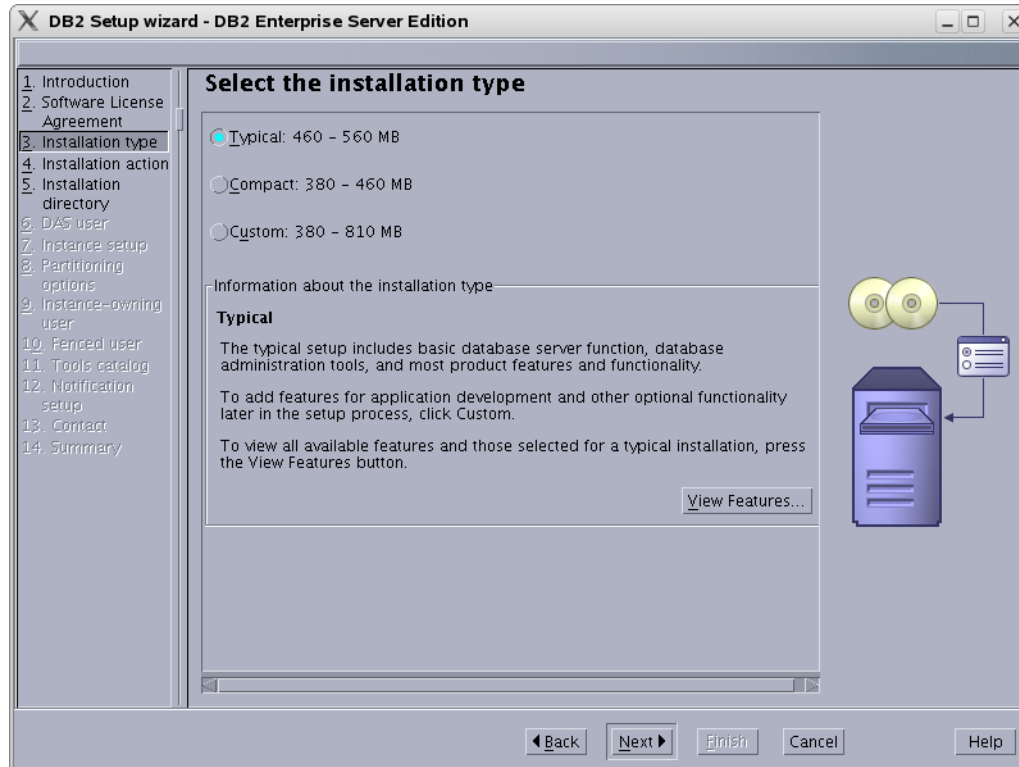 DB2 Setup wizard - DB2 Enterprise Server Edition
1. Introduction
2. Software License
Agreement
3. Installation type
4. Installation action
5. Installation
directory
6. DAS user
7. Instance setup
8. Partitioning
options
9. Instance-owning
user
10. Fenced user
11. Tools catalog
12. Notification
setup
13. Contact
14. Summary
Select the installation type
Typical: 460 - 560 MB
Compact: 380 - 460 MB
Custom: 380 - 810 MB
Information about the installation type
Typical
The typical setup includes basic database server function, database
administration tools, and most product features and functionality.
To add features for application development and other optional functionality
later in the setup process, click Custom.
To view all available features and those selected for a typical installation, press
the View Features button.
View Features...
Back
Next
Finish
Cancel
Help